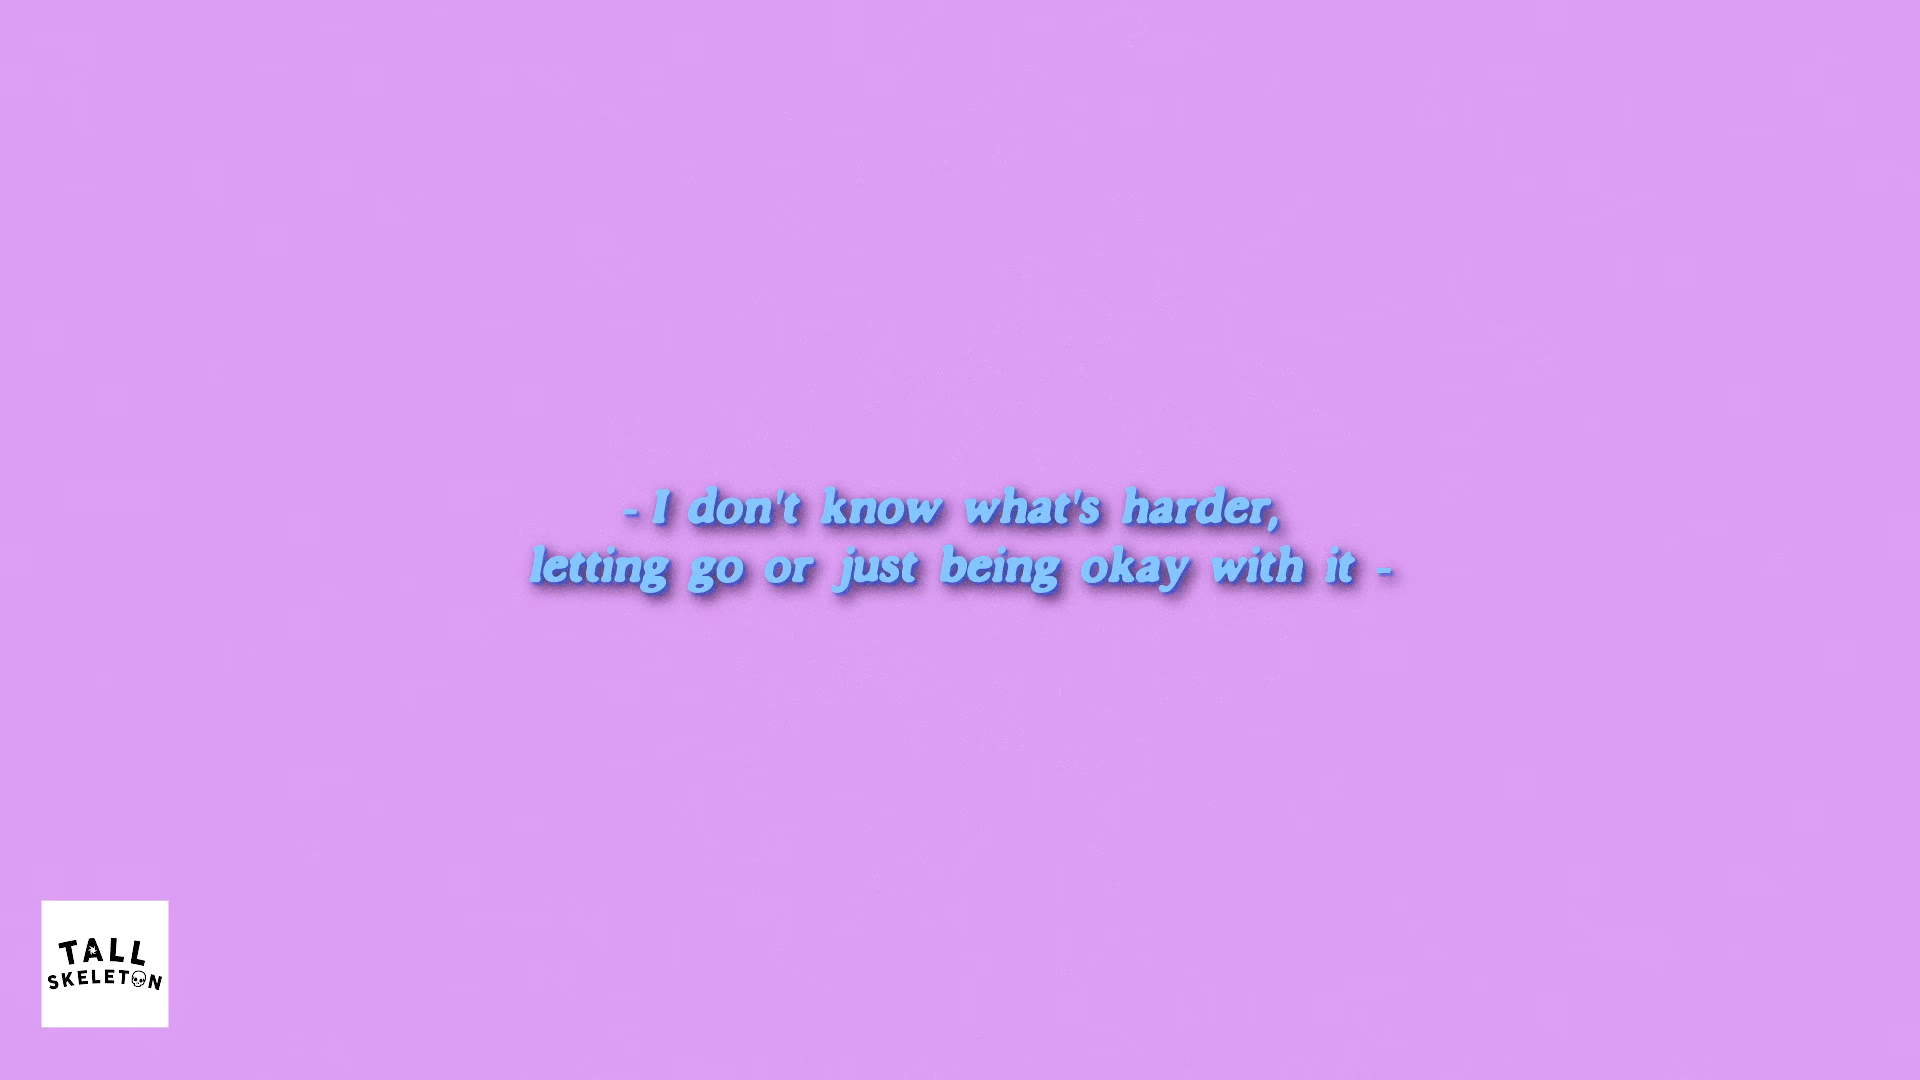 - I don't know what's harder,
letting go or just being okay with it -
TALL
SKELETON